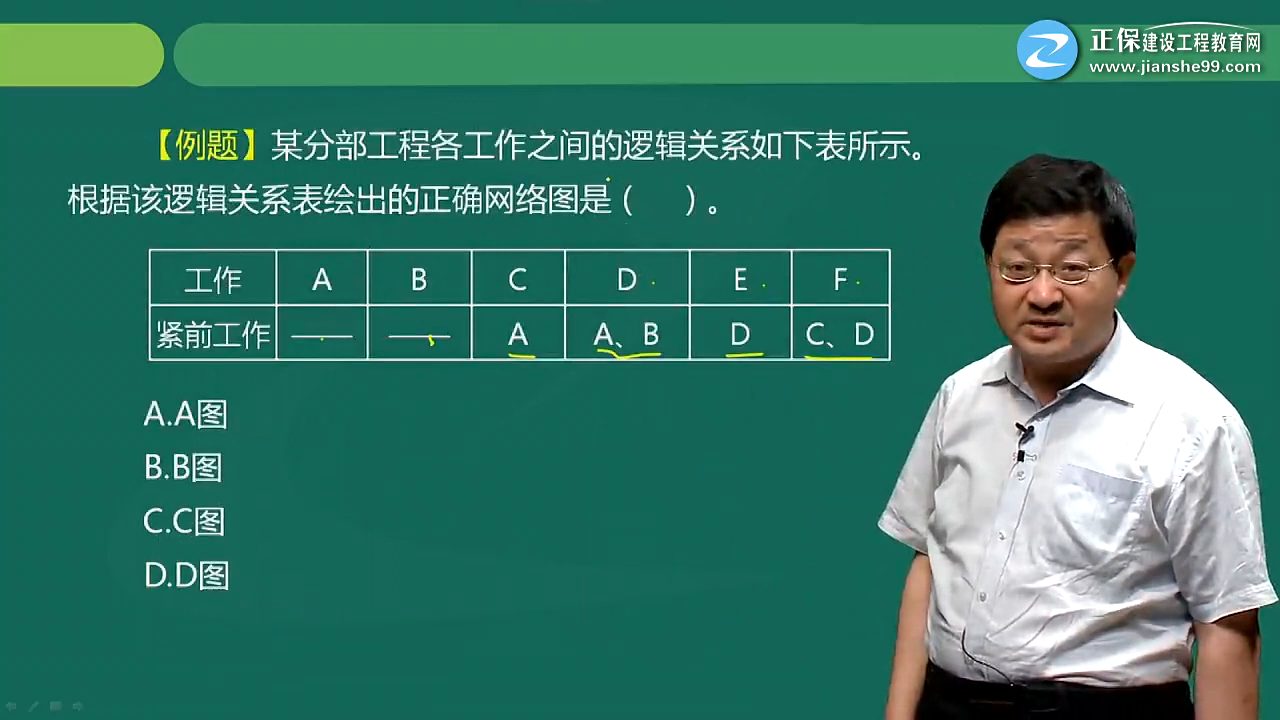 正保建设工程教育网
www.jianshe99.com
【例题】某分部工程各工作之间的逻辑关系如下表所示。
根据该逻辑关系表绘出的正确网络图是（ ）。
工作 A B C D E F
紧前工作 —— —— A A、B D C、D
A.A图
B.B图
C.C图
D.D图